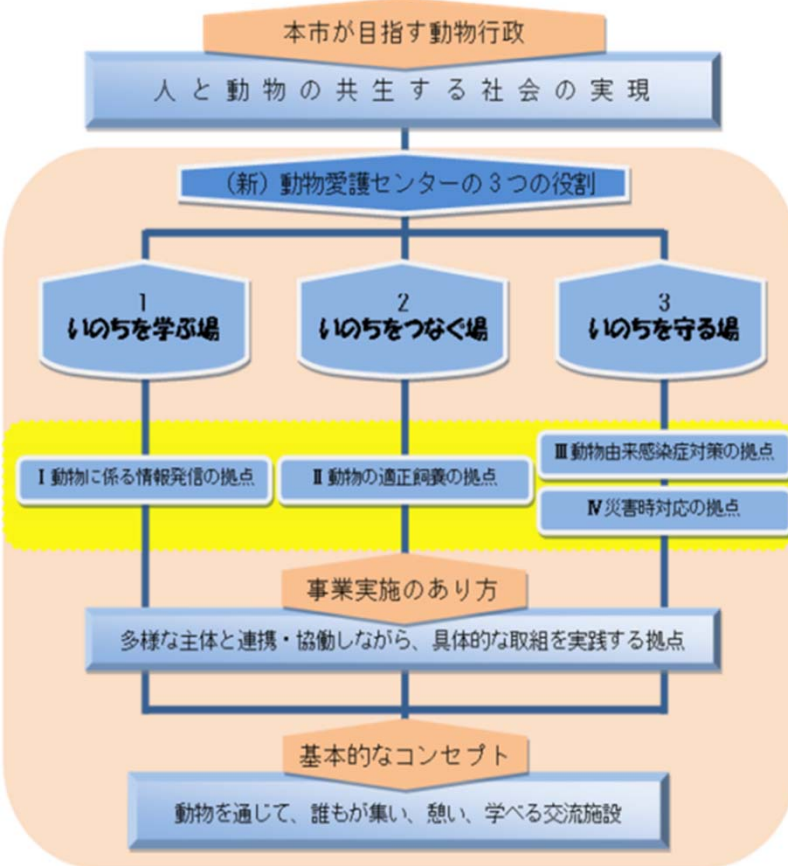 本市が目指す動物行政
人と動物の共生する社会の実現
（新）動物愛護センターの３つの役割
1
いのちを学ぶ場
2
いのちをつなぐ場
3
いのちを守る場
Ⅰ動物に係る情報発信の拠点
Ⅱ動物の適正飼養の拠点
Ⅲ動物由来感染症対策の拠点
Ⅳ災害時対応の拠点
事業実施のあり方
多様な主体と連携・協働しながら、具体的な取組を実践する拠点
基本的なコンセプト
動物を通じて、誰もが集い、憩い、学べる交流施設